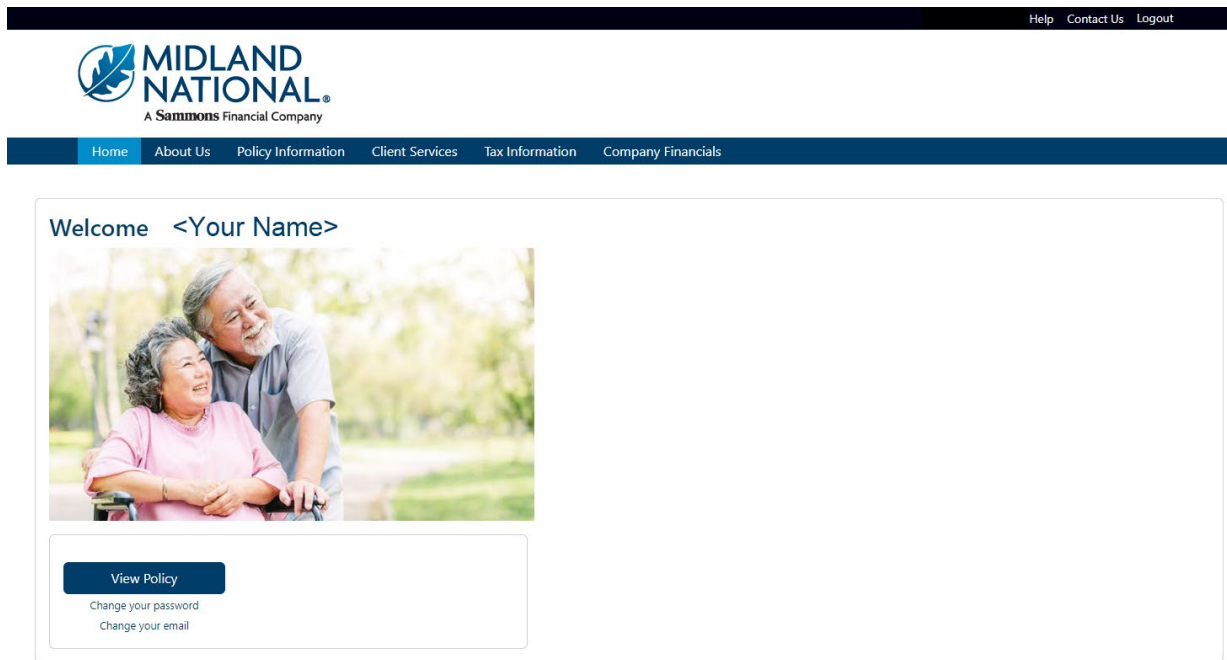 Help Contact Us Logout
MIDLAND
NATIONAL®
A Sammons Financial Company
Home About Us Policy Information Client Services Tax Information Company Financials
Welcome <Your Name>
View Policy
Change your password
Change your email